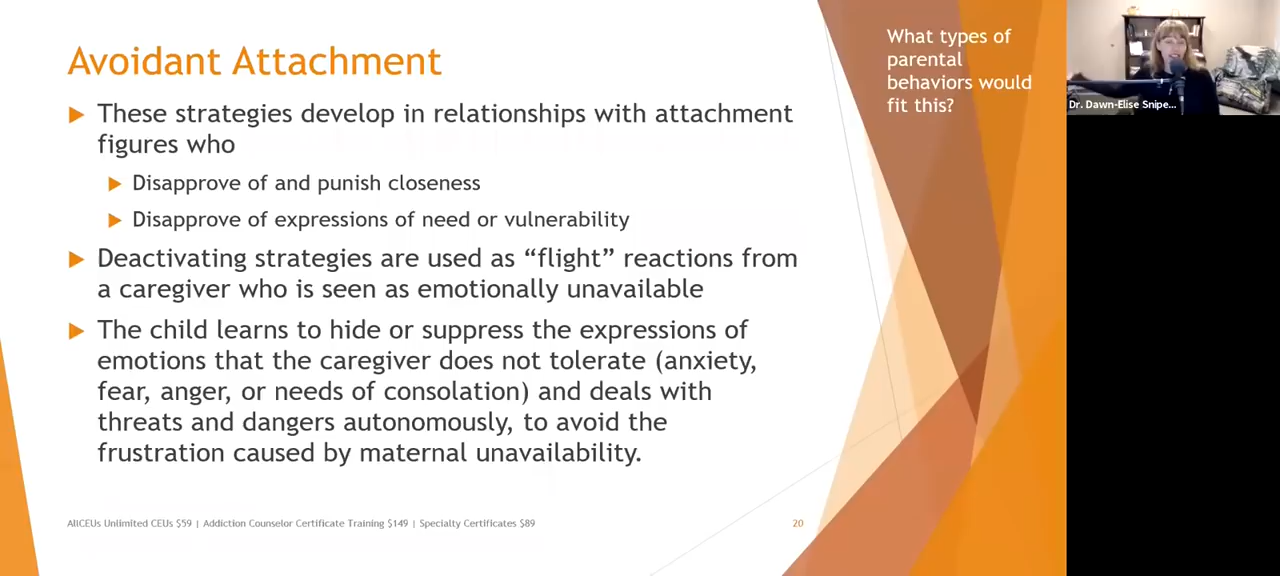 Avoidant Attachment
These strategies develop in relationships with attachment
figures who
Disapprove of and punish closeness
Disapprove of expressions of need or vulnerability
Deactivating strategies are used as “flight” reactions from
a caregiver who is seen as emotionally unavailable
The child learns to hide or suppress the expressions of
emotions that the caregiver does not tolerate (anxiety,
fear, anger, or needs of consolation) and deals with
threats and dangers autonomously, to avoid the
frustration caused by maternal unavailability.
AllCEUs Unlimited CEUs $59 | Addiction Counselor Certificate Training $149 | Specialty Certificates $89
20
What types of
parental
behaviors would
fit this?
Dr. Dawn-Elise Snipe...